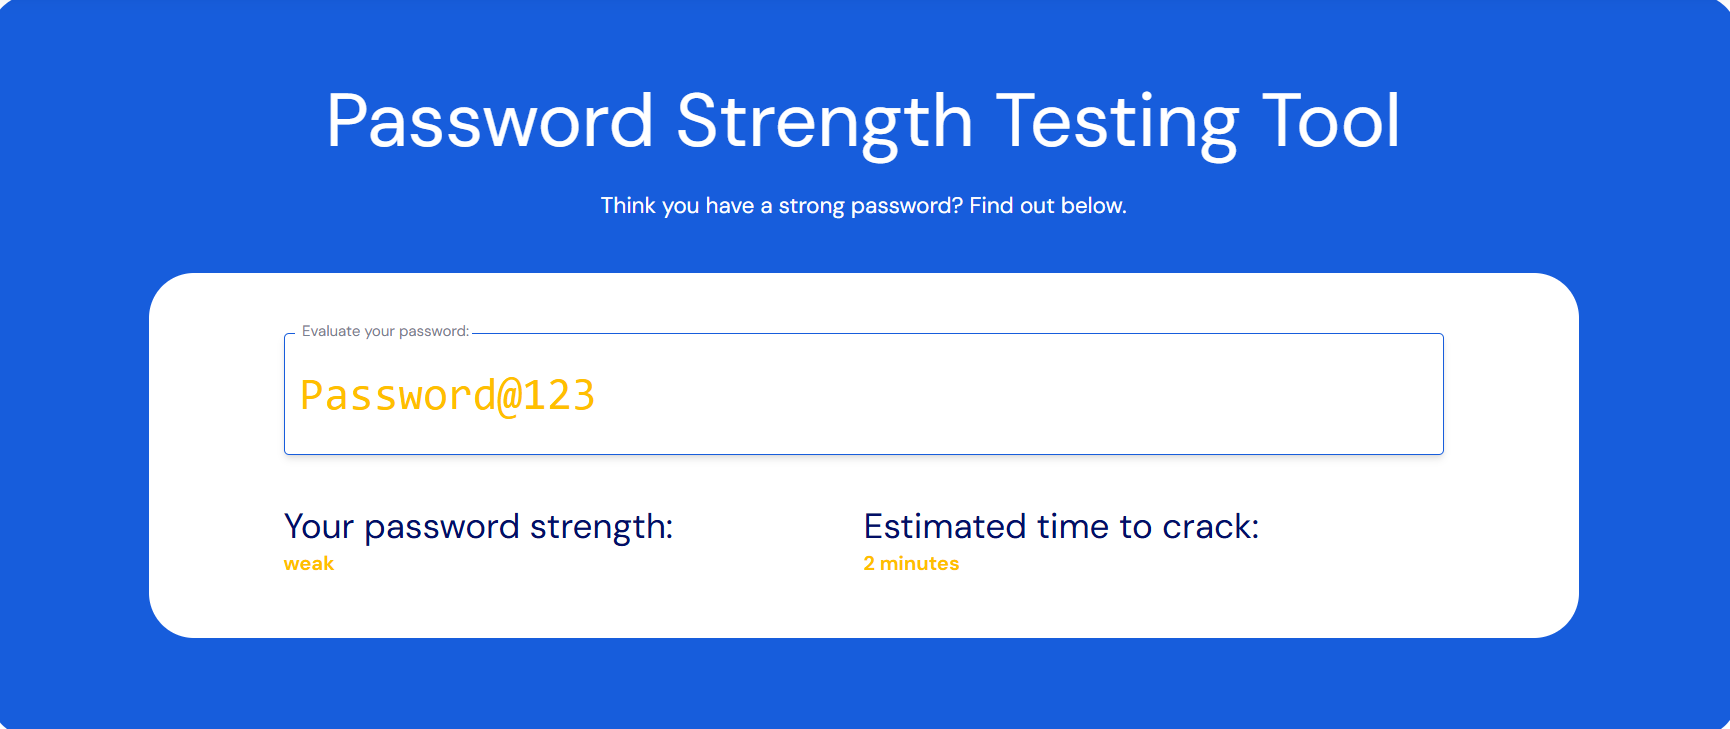 Password Strength Testing Tool
Think you have a strong password? Find out below.
Evaluate your password:
Password@123
Your password strength:
weak
Estimated time to crack:
2 minutes